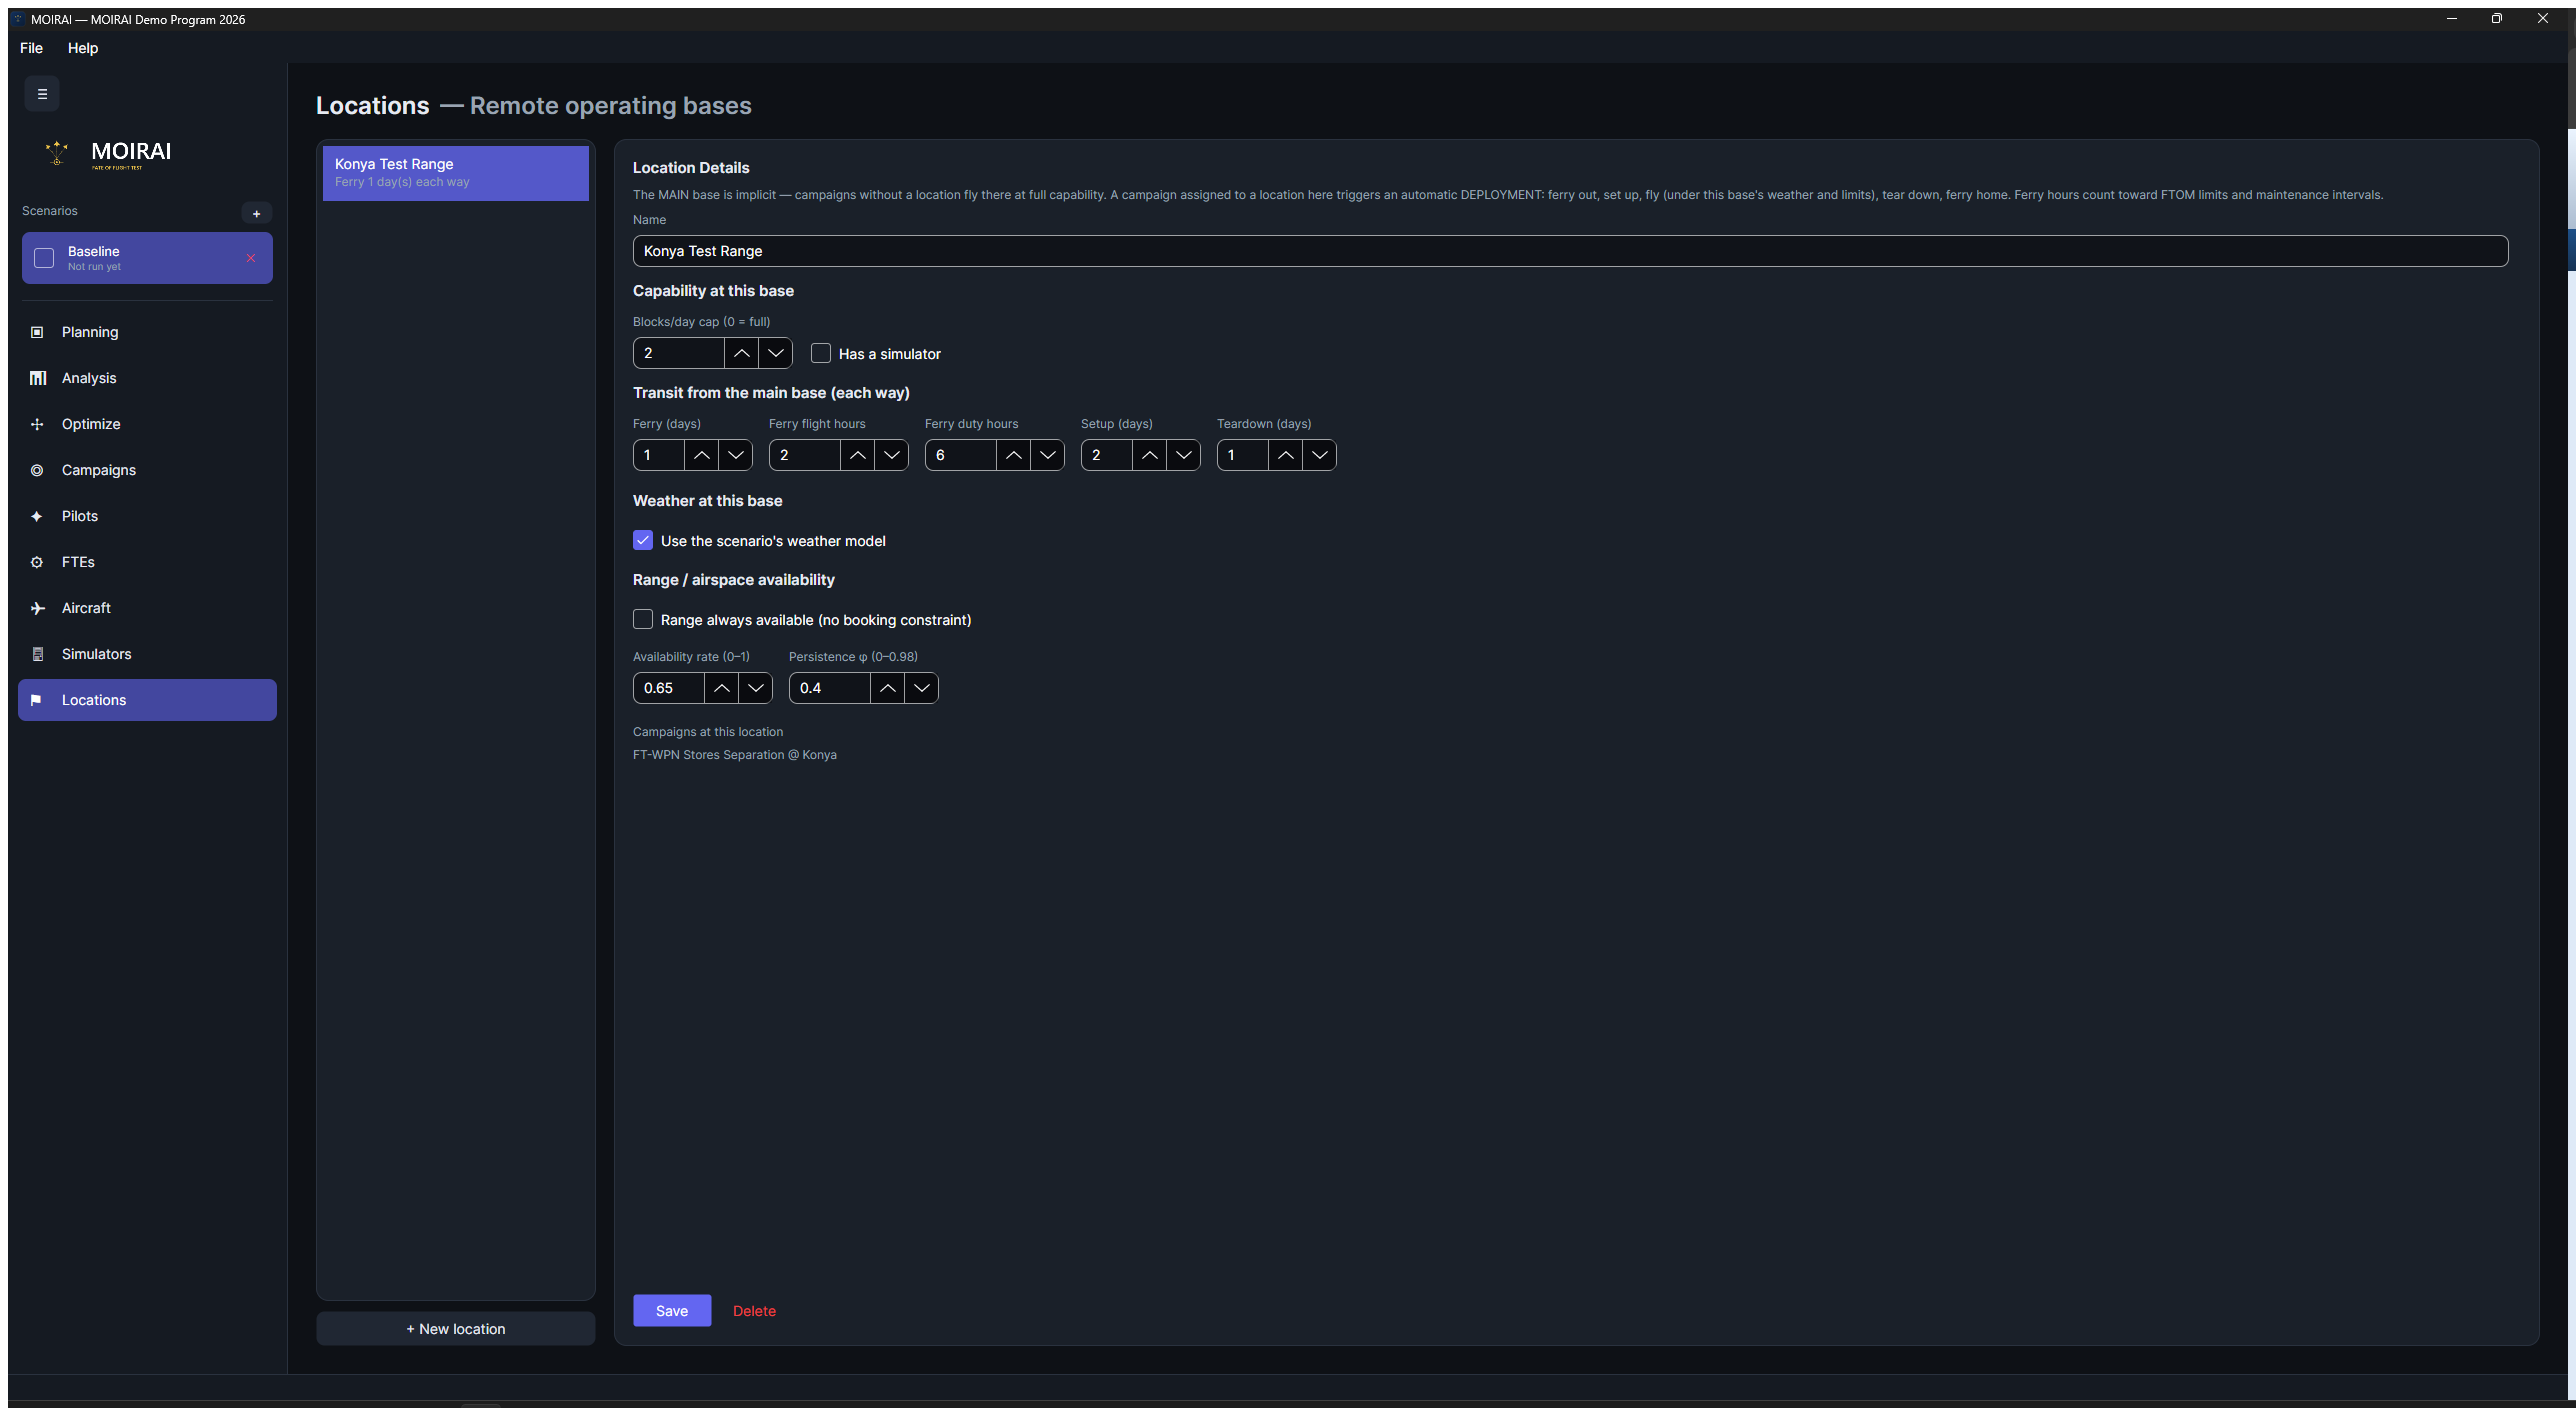 MOIRAI — MOIRAI Demo Program 2026
File Help
MOIRAI
FATE OF FLIGHT TEST
Scenarios
+
Baseline
Not run yet
Planning
Analysis
Optimize
Campaigns
Pilots
FTEs
Aircraft
Simulators
Locations
Locations — Remote operating bases
Konya Test Range
Ferry 1 day(s) each way
+ New location
Location Details
The MAIN base is implicit — campaigns without a location fly there at full capability. A campaign assigned to a location here triggers an automatic DEPLOYMENT: ferry out, set up, fly (under this base's weather and limits), tear down, ferry home. Ferry hours count toward FTOM limits and maintenance intervals.
Name
Konya Test Range
Capability at this base
Blocks/day cap (0 = full)
2 Has a simulator
Transit from the main base (each way)
Ferry (days) Ferry flight hours Ferry duty hours Setup (days) Teardown (days)
1 2 6 2 1
Weather at this base
Use the scenario's weather model
Range / airspace availability
Range always available (no booking constraint)
Availability rate (0–1) Persistence φ (0–0.98)
0.65 0.4
Campaigns at this location
FT-WPN Stores Separation @ Konya
Save Delete